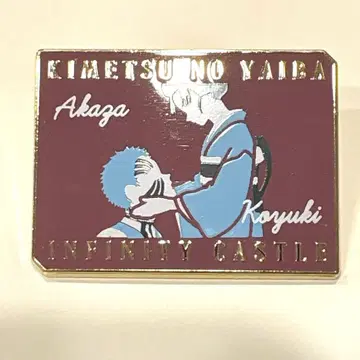 KIMETSU NO YAIBA
Akaza
Koyuki
INFINITY CASTLE